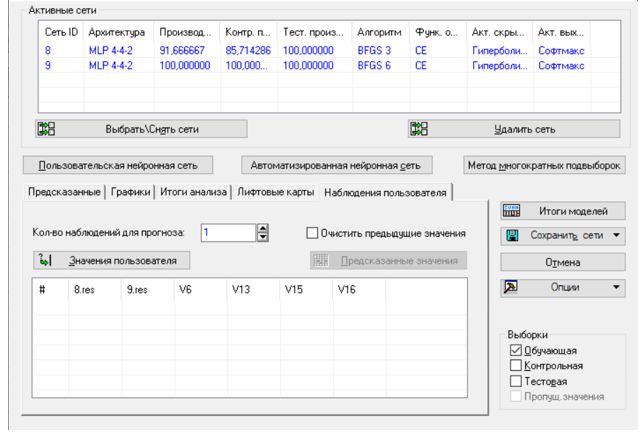 Активные сети
Сеть ID Архитектура Производ... Контр. п... Тест. произ... Алгоритм Функ. о... Акт. скры... Акт. вых...
8 MLP 4-4-2 91,666667 85,714286 100,000000 BFGS 3 CE Гиперболи... Софтмакс
9 MLP 4-4-2 100,000000 100,000... 100,000000 BFGS 6 CE Гиперболи... Софтмакс
Выбрать\Снять сети Удалить сеть
Пользовательская нейронная сеть Автоматизированная нейронная сеть Метод многократных подвыборок
Предсказанные Графики Итоги анализа Лифтовые карты Наблюдения пользователя
Кол-во наблюдений для прогноза: 1 Очистить предыдущие значения
Значения пользователя Предсказанные значения
# 8.res 9.res V6 V13 V15 V16
Итоги моделей
Сохранить сети
Отмена
Опции
Выборки
Обучающая
Контрольная
Тестовая
Пропущ.значения